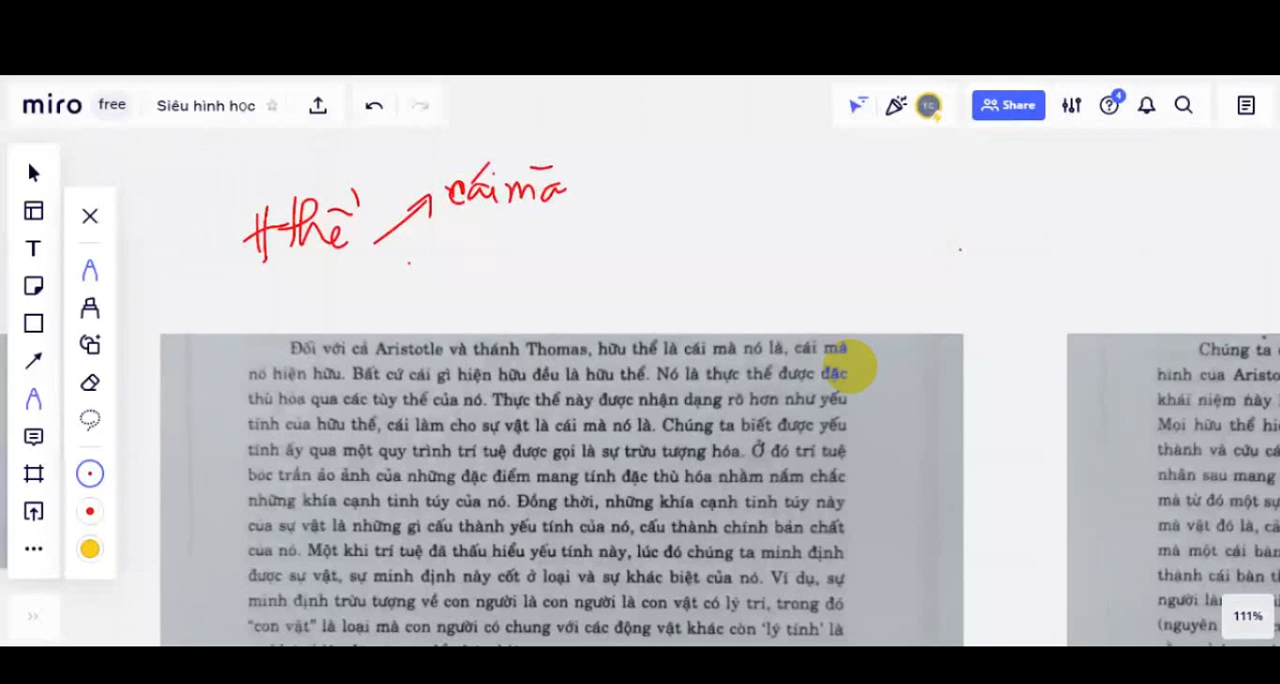 miro free Siêu hình học Share 4
TC
cái mà
H thể
T
Đối với cả Aristotle và thánh Thomas, hữu thể là cái mà nó là, cái mà
nó hiện hữu. Bất cứ cái gì hiện hữu đều là hữu thể. Nó là thực thể được đặc
thù hóa qua các tùy thể của nó. Thực thể này được nhận dạng rõ hơn như yếu
tính của hữu thể, cái làm cho sự vật là cái mà nó là. Chúng ta biết được yếu
tính ấy qua một quy trình trí tuệ được gọi là sự trừu tượng hóa. Ở đó trí tuệ
bóc trần ảo ảnh của những đặc điểm mang tính đặc thù hóa nhằm nắm chắc
những khía cạnh tinh túy của nó. Đồng thời, những khía cạnh tinh túy này
của sự vật là những gì cấu thành yếu tính của nó, cấu thành chính bản chất
của nó. Một khi trí tuệ đã thấu hiểu yếu tính này, lúc đó chúng ta minh định
được sự vật, sự minh định này cốt ở loại và sự khác biệt của nó. Ví dụ, sự
minh định trừu tượng về con người là con người là con vật có lý trí, trong đó
"con vật" là loại mà con người có chung với các động vật khác còn 'lý tính' là
Chúng ta
hình của
khái niệm này
Mọi hữu thể
thành và cứu
nhân sau mang
mà từ đó một
mà vật đó là,
mà một cái
thành cái bàn
người
(nguyên
111%